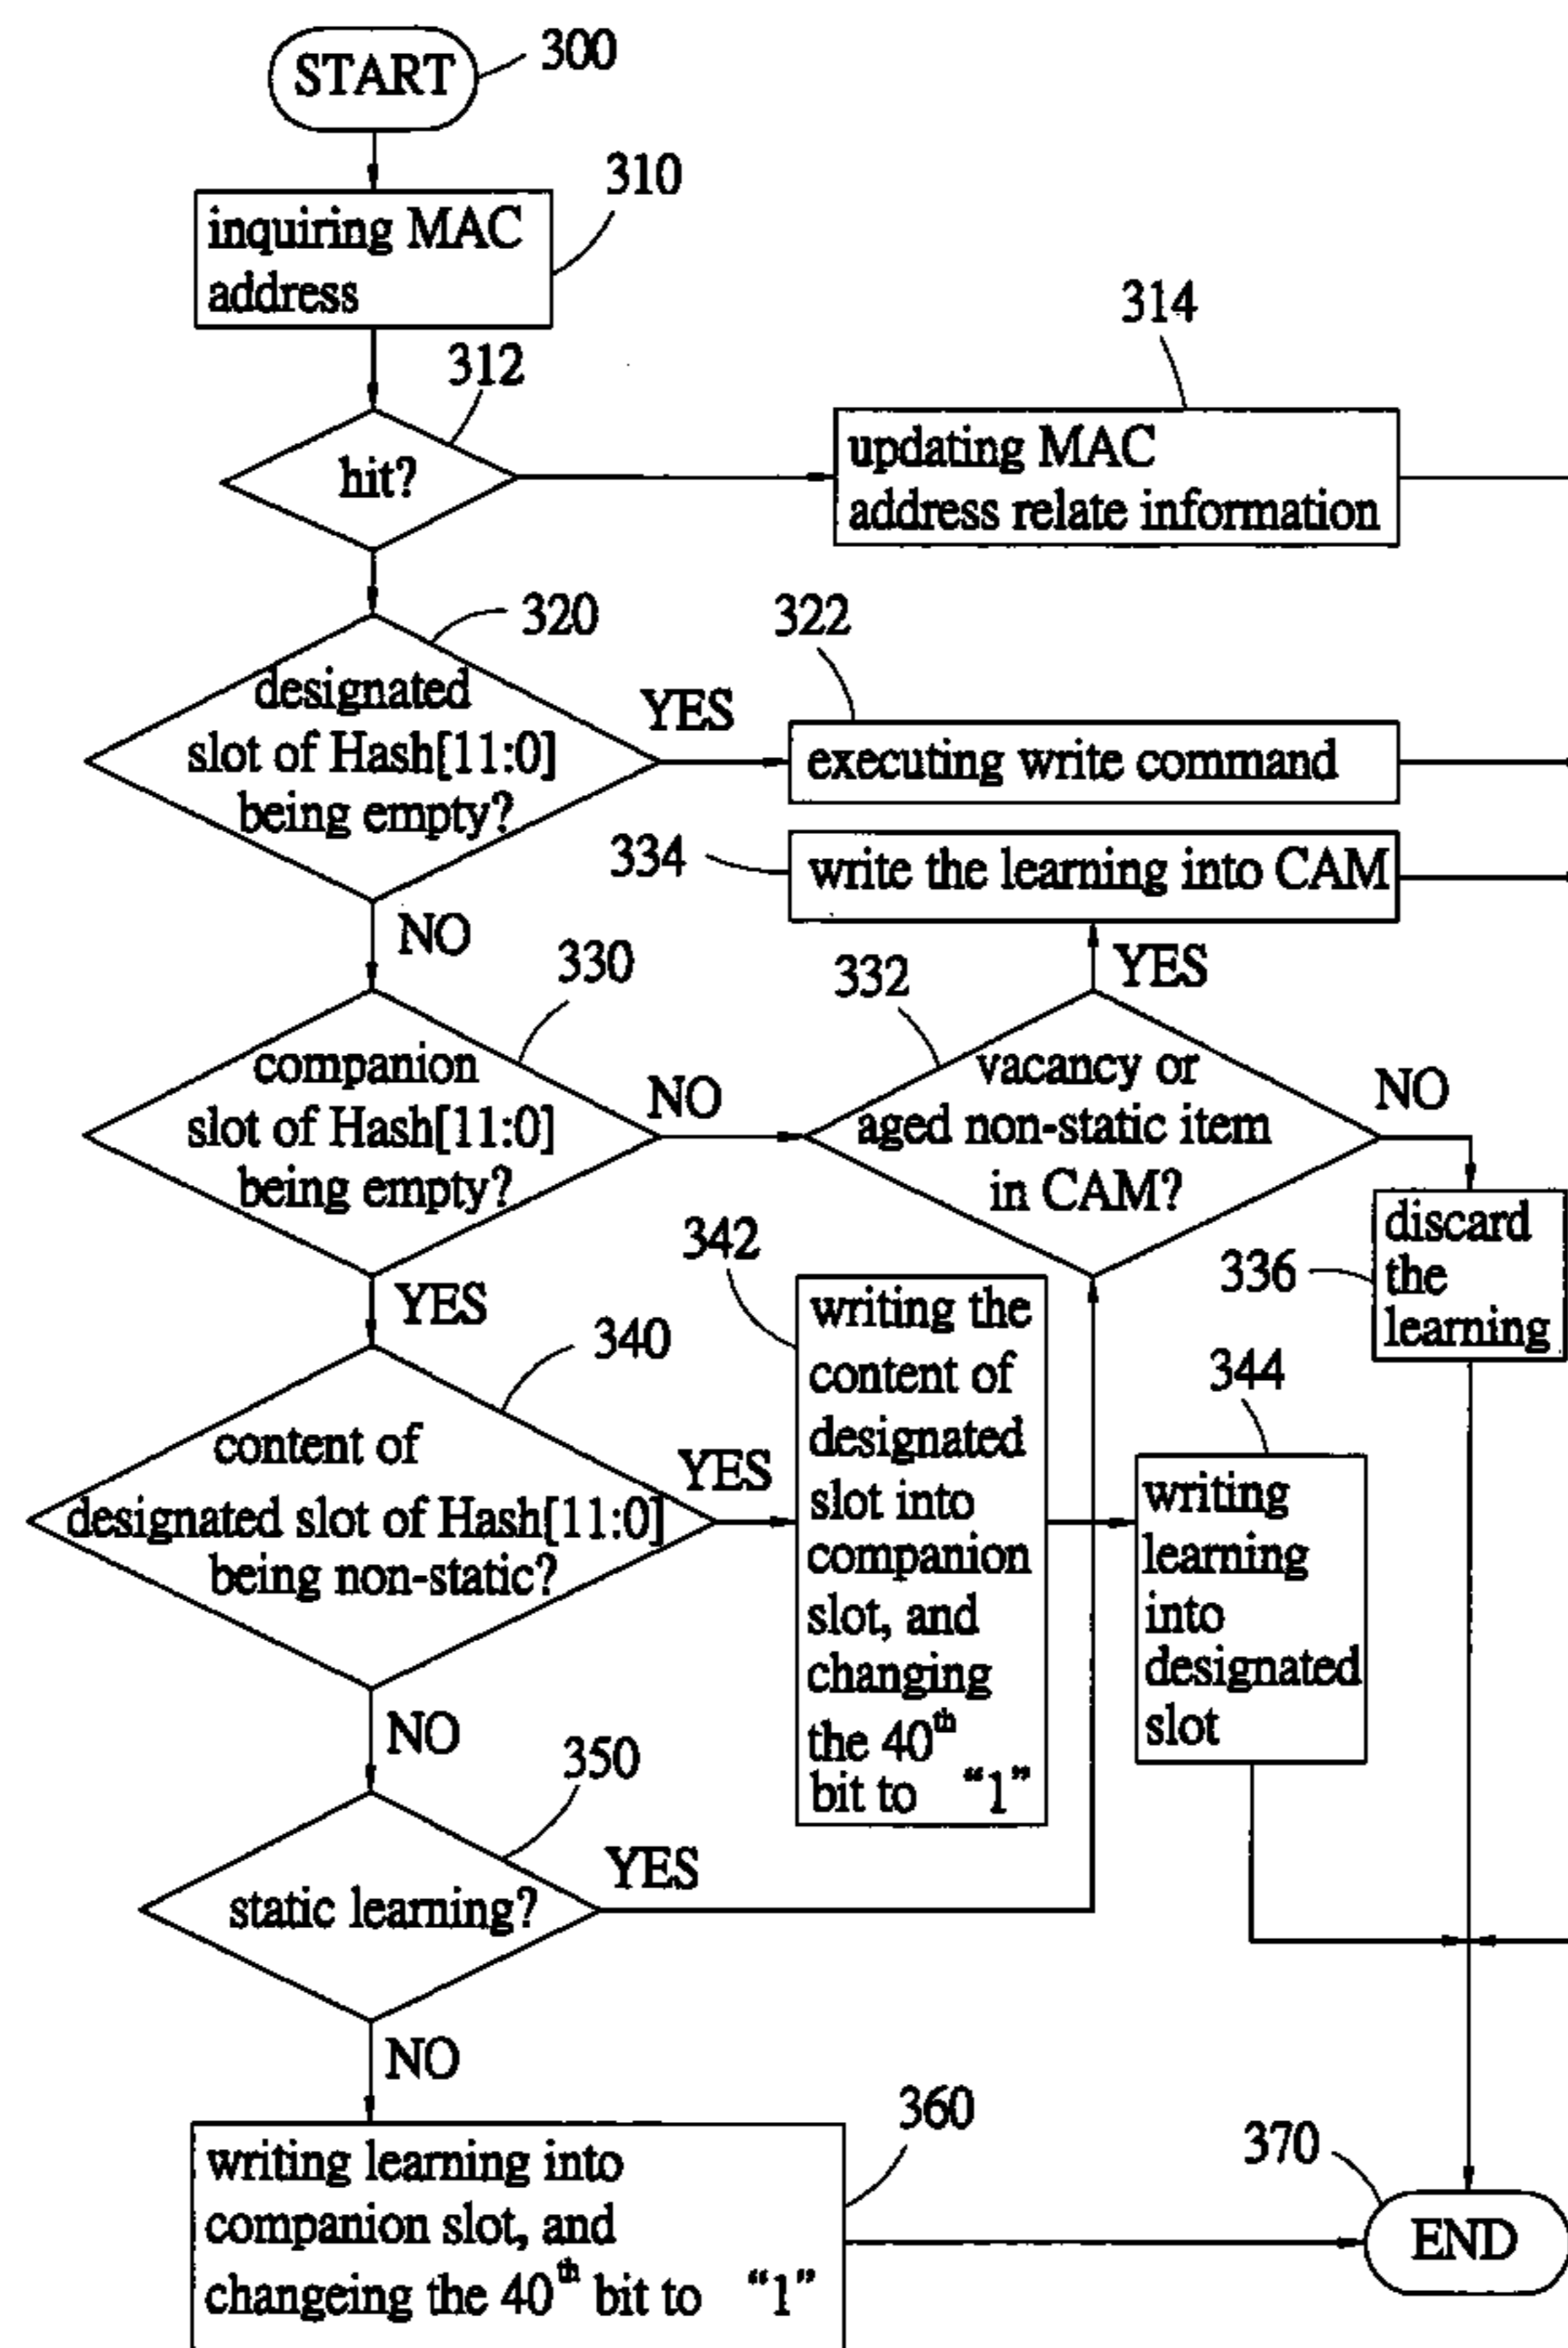 START
300
310
inquiring MAC
address
312
hit?
314
updating MAC
address relate information
320
designated
slot of Hash[11:0]
being empty?
YES
322
executing write command
334
write the learning into CAM
NO
330
companion
slot of Hash[11:0]
being empty?
NO
332
YES
vacancy or
aged non-static item
in CAM?
NO
336
discard
the
learning
YES
340
content of
designated slot of Hash[11:0]
being non-static?
YES
342
writing the
content of
designated
slot into
companion
slot, and
changing
the 40th
bit to “1”
344
writing
learning
into
designated
slot
NO
350
static learning?
YES
NO
360
writing learning into
companion slot, and
changeing the 40th bit to “1”
370
END